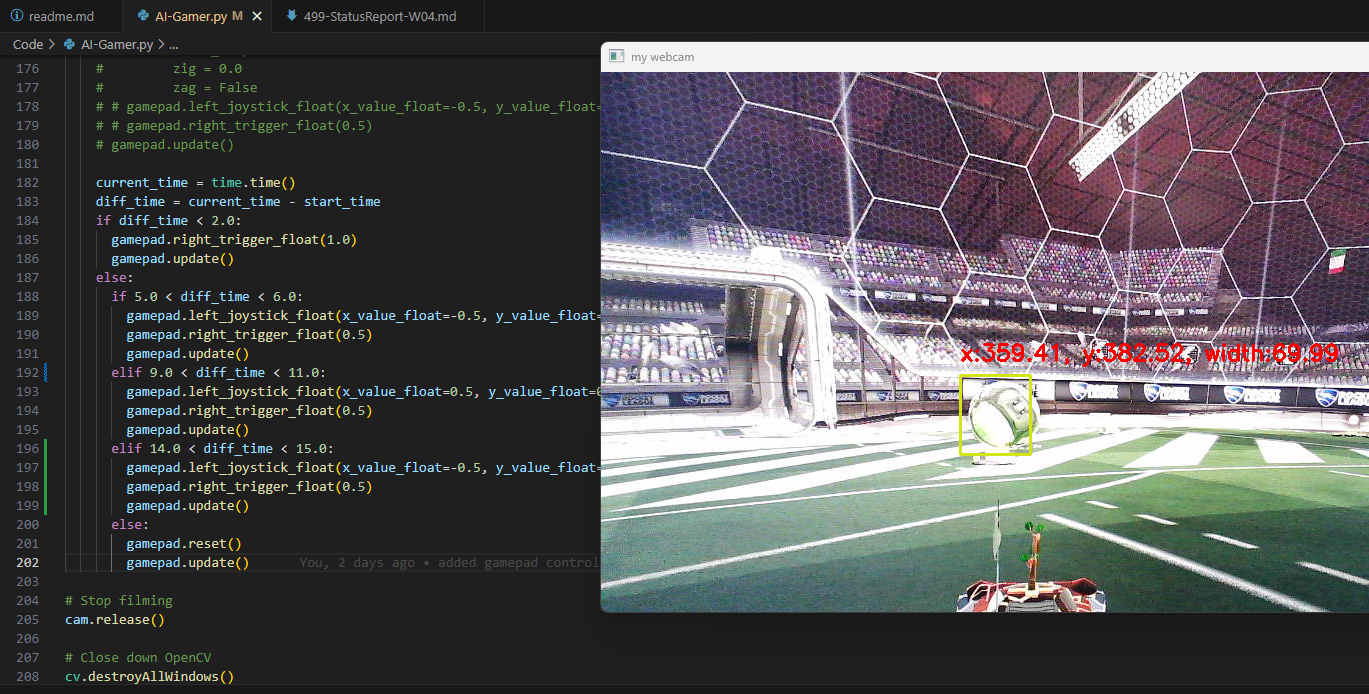 readme.md
AI-Gamer.py M
499-StatusReport-W04.md
Code > AI-Gamer.py > ...
my webcam
176 # zig = 0.0
177 # zag = False
178 # # gamepad.left_joystick_float(x_value_float=-0.5, y_value_float=
179 # # gamepad.right_trigger_float(0.5)
180 # gamepad.update()
181
182 current_time = time.time()
183 diff_time = current_time - start_time
184 if diff_time < 2.0:
185 gamepad.right_trigger_float(1.0)
186 gamepad.update()
187 else:
188 if 5.0 < diff_time < 6.0:
189 gamepad.left_joystick_float(x_value_float=-0.5, y_value_float=
190 gamepad.right_trigger_float(0.5)
191 gamepad.update()
192 elif 9.0 < diff_time < 11.0:
193 gamepad.left_joystick_float(x_value_float=0.5, y_value_float=
194 gamepad.right_trigger_float(0.5)
195 gamepad.update()
196 elif 14.0 < diff_time < 15.0:
197 gamepad.left_joystick_float(x_value_float=-0.5, y_value_float=
198 gamepad.right_trigger_float(0.5)
199 gamepad.update()
200 else:
201 gamepad.reset()
202 gamepad.update() You, 2 days ago • added gamepad control
203
204 # Stop filming
205 cam.release()
206
207 # Close down OpenCV
208 cv.destroyAllWindows()
x:359.41, y:382.52, width:69.99